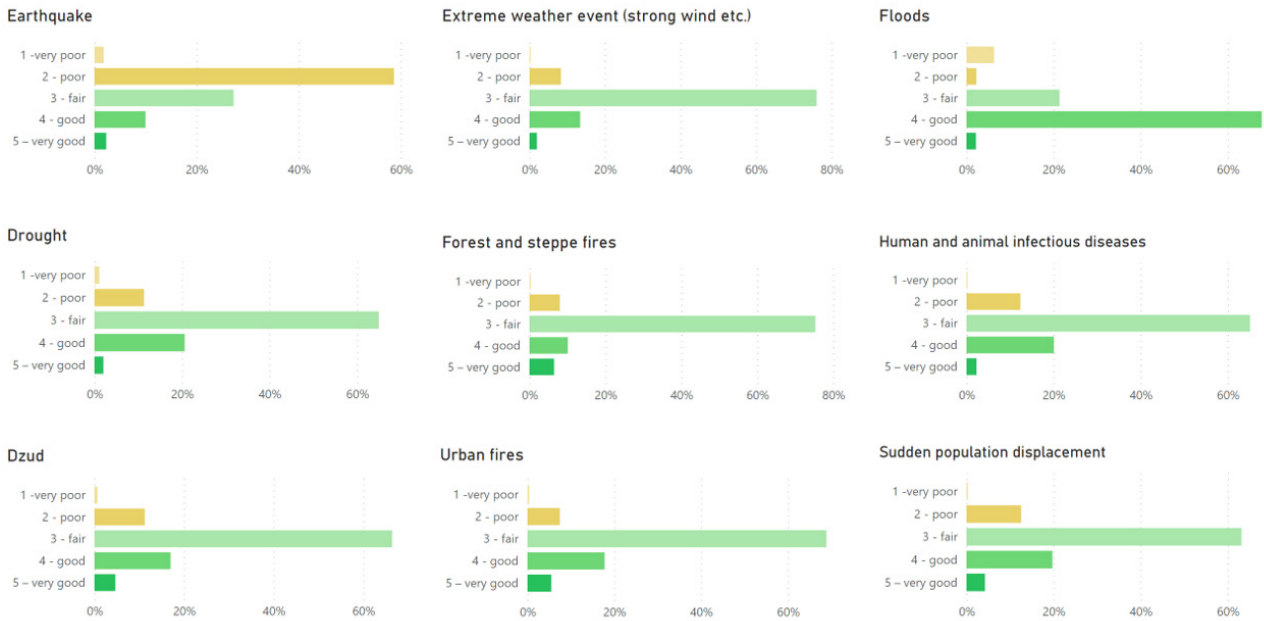 Earthquake
1 -very poor
2 - poor
3 - fair
4 - good
5 – very good
0% 20% 40% 60%
Extreme weather event (strong wind etc.)
1 -very poor
2 - poor
3 - fair
4 - good
5 – very good
0% 20% 40% 60% 80%
Floods
1 -very poor
2 - poor
3 - fair
4 - good
5 – very good
0% 20% 40% 60%
Drought
1 -very poor
2 - poor
3 - fair
4 - good
5 – very good
0% 20% 40% 60%
Forest and steppe fires
1 -very poor
2 - poor
3 - fair
4 - good
5 – very good
0% 20% 40% 60% 80%
Human and animal infectious diseases
1 -very poor
2 - poor
3 - fair
4 - good
5 – very good
0% 20% 40% 60%
Dzud
1 -very poor
2 - poor
3 - fair
4 - good
5 – very good
0% 20% 40% 60%
Urban fires
1 -very poor
2 - poor
3 - fair
4 - good
5 – very good
0% 20% 40% 60%
Sudden population displacement
1 -very poor
2 - poor
3 - fair
4 - good
5 – very good
0% 20% 40% 60%